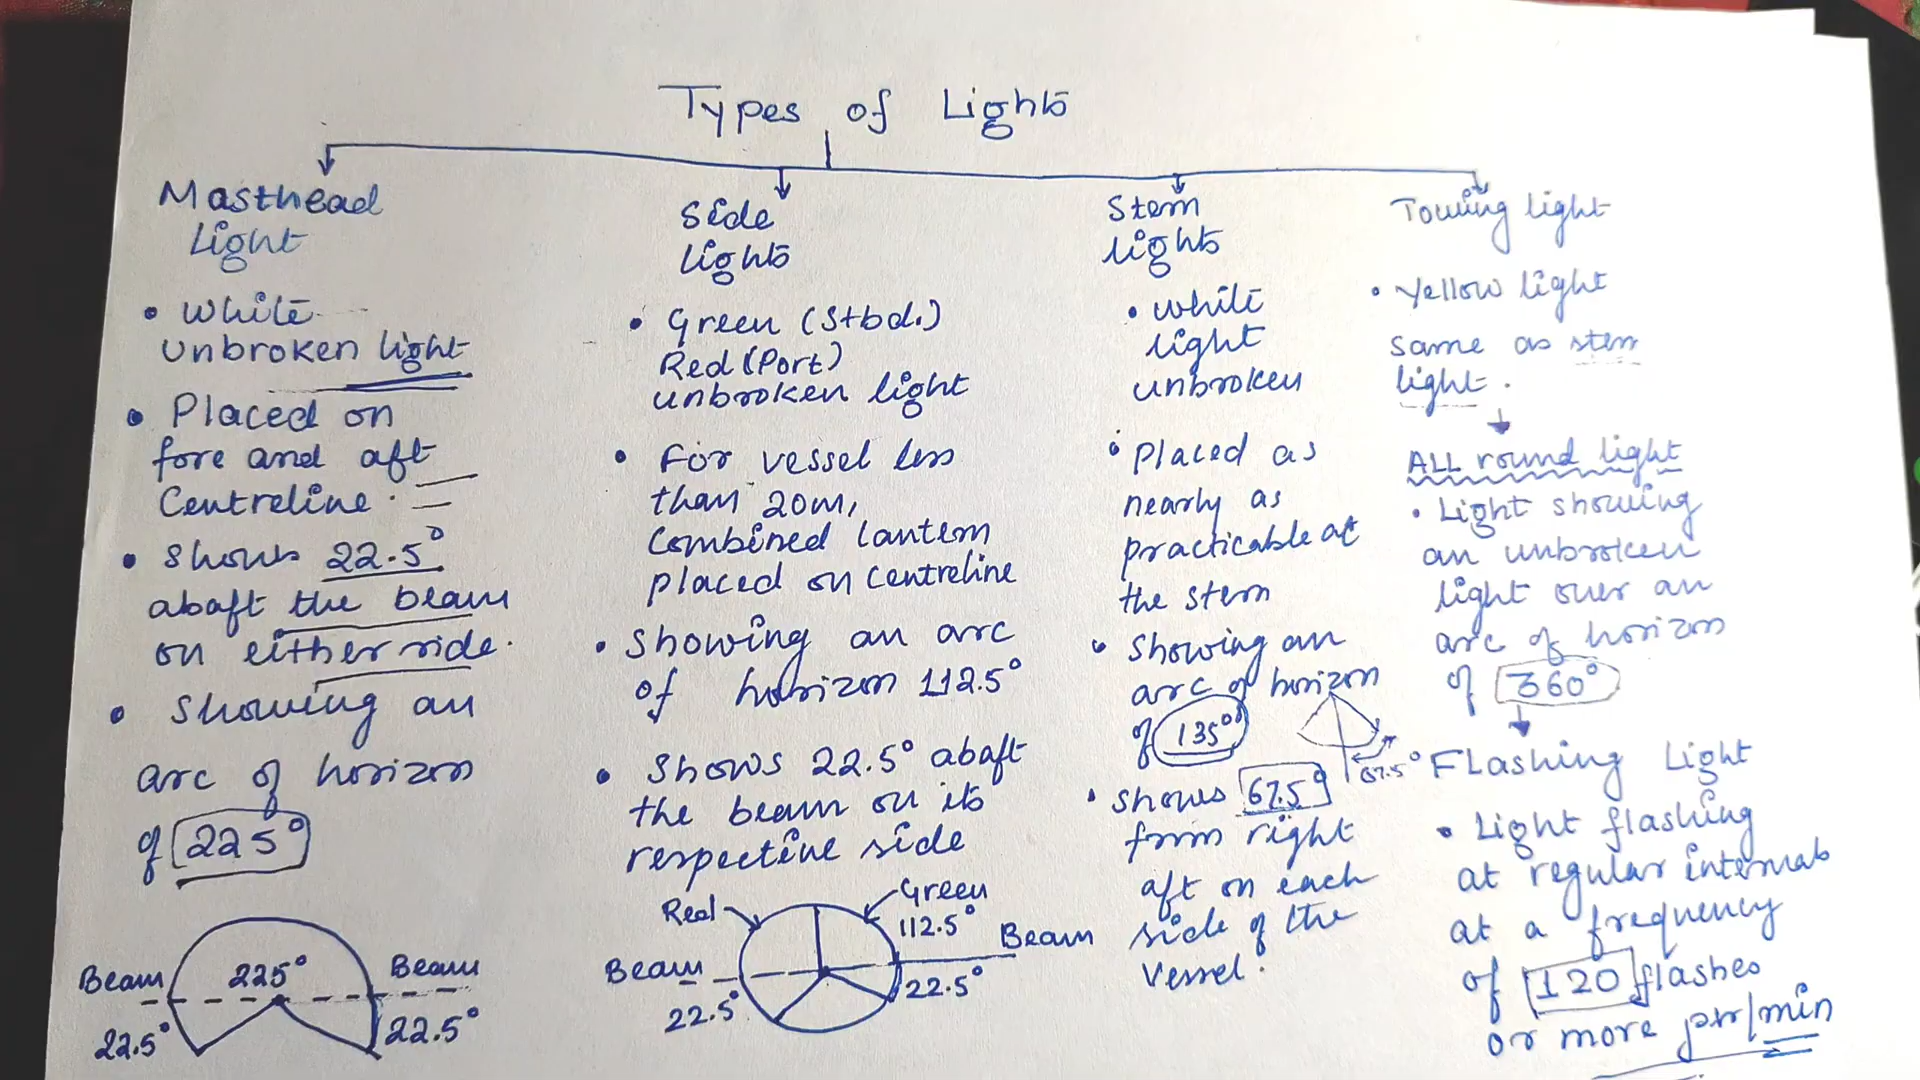 Types of Lights
Masthead
Light
• White
unbroken light
• Placed on
fore and aft
Centreline.
• Shows 22.5°
abaft the beam
on either side.
• Showing an
arc of horizon
of 225°
Beam 225° Beam
22.5° 22.5°
Side
lights
• Green (Stbd.)
Red (Port)
unbroken light
• For vessel less
than 20m,
Combined lantern
placed on centreline
• Showing an arc
of horizon 112.5°
• Shows 22.5° abaft
the beam on its
respective side
Red Green
112.5°
Beam Beam
22.5° 22.5°
Stern
lights
• White
light
unbroken
• Placed as
nearly as
practicable at
the stern
• Showing an
arc of horizon
of 135°
67.5°
• Shows 67.5°
from right
aft on each
side of the
Vessel.
Towing light
• Yellow light
Same as stern
light.
ALL round light
• Light showing
an unbroken
light over an
arc of horizon
of 360°
Flashing Light
• Light flashing
at regular intervals
at a frequency
of 120 flashes
or more per/min